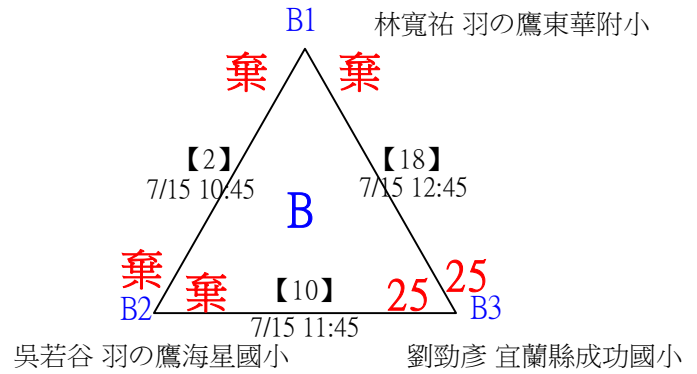 B1
林寬祐 羽の鷹東華附小
棄 棄
【2】
7/15 10:45
【18】
7/15 12:45
B
棄
棄
【10】
7/15 11:45
25
25
B2
B3
吳若谷 羽の鷹海星國小
劉勁彥 宜蘭縣成功國小